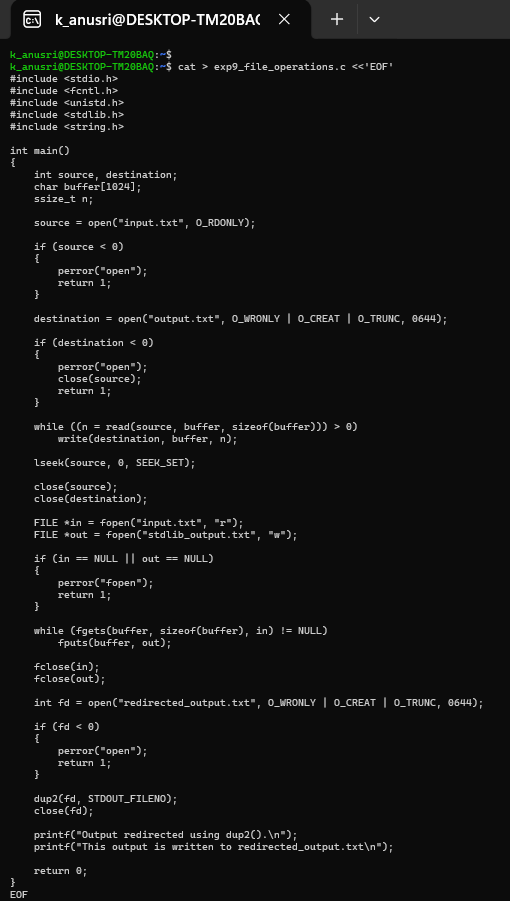 k_anusri@DESKTOP-TM20BAQ
k_anusri@DESKTOP-TM20BAQ:~$
k_anusri@DESKTOP-TM20BAQ:~$ cat > exp9_file_operations.c <<'EOF'
#include <stdio.h>
#include <fcntl.h>
#include <unistd.h>
#include <stdlib.h>
#include <string.h>

int main()
{
    int source, destination;
    char buffer[1024];
    ssize_t n;

    source = open("input.txt", O_RDONLY);

    if (source < 0)
    {
        perror("open");
        return 1;
    }

    destination = open("output.txt", O_WRONLY | O_CREAT | O_TRUNC, 0644);

    if (destination < 0)
    {
        perror("open");
        close(source);
        return 1;
    }

    while ((n = read(source, buffer, sizeof(buffer))) > 0)
        write(destination, buffer, n);

    lseek(source, 0, SEEK_SET);

    close(source);
    close(destination);

    FILE *in = fopen("input.txt", "r");
    FILE *out = fopen("stdlib_output.txt", "w");

    if (in == NULL || out == NULL)
    {
        perror("fopen");
        return 1;
    }

    while (fgets(buffer, sizeof(buffer), in) != NULL)
        fputs(buffer, out);

    fclose(in);
    fclose(out);

    int fd = open("redirected_output.txt", O_WRONLY | O_CREAT | O_TRUNC, 0644);

    if (fd < 0)
    {
        perror("open");
        return 1;
    }

    dup2(fd, STDOUT_FILENO);
    close(fd);

    printf("Output redirected using dup2().\n");
    printf("This output is written to redirected_output.txt\n");

    return 0;
}
EOF